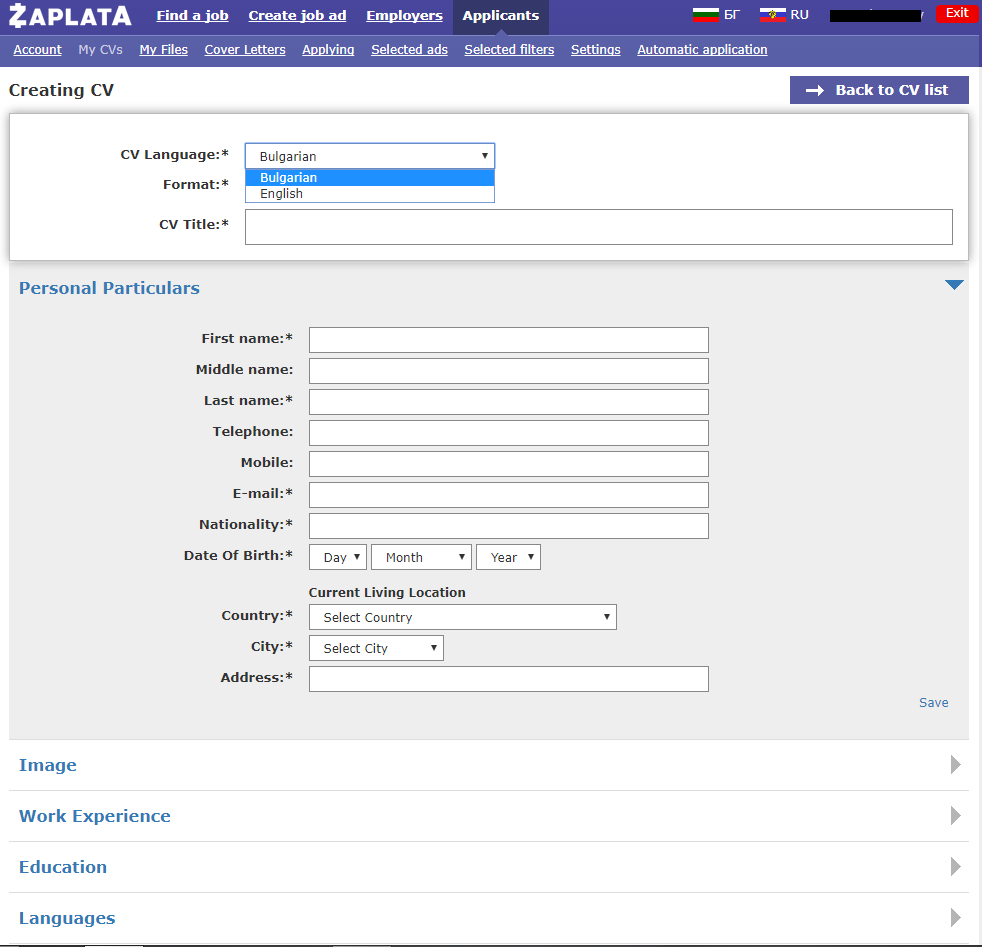 ZAPLATA Find a job Create job ad Employers Applicants БГ RU Exit
Account My CVs My Files Cover Letters Applying Selected ads Selected filters Settings Automatic application
Creating CV → Back to CV list
CV Language:* Bulgarian
Bulgarian
Format:*
English
CV Title:*
Personal Particulars
First name:*
Middle name:
Last name:*
Telephone:
Mobile:
E-mail:*
Nationality:*
Date Of Birth:* Day Month Year
Current Living Location
Country:* Select Country
City:* Select City
Address:*
Save
Image
Work Experience
Education
Languages